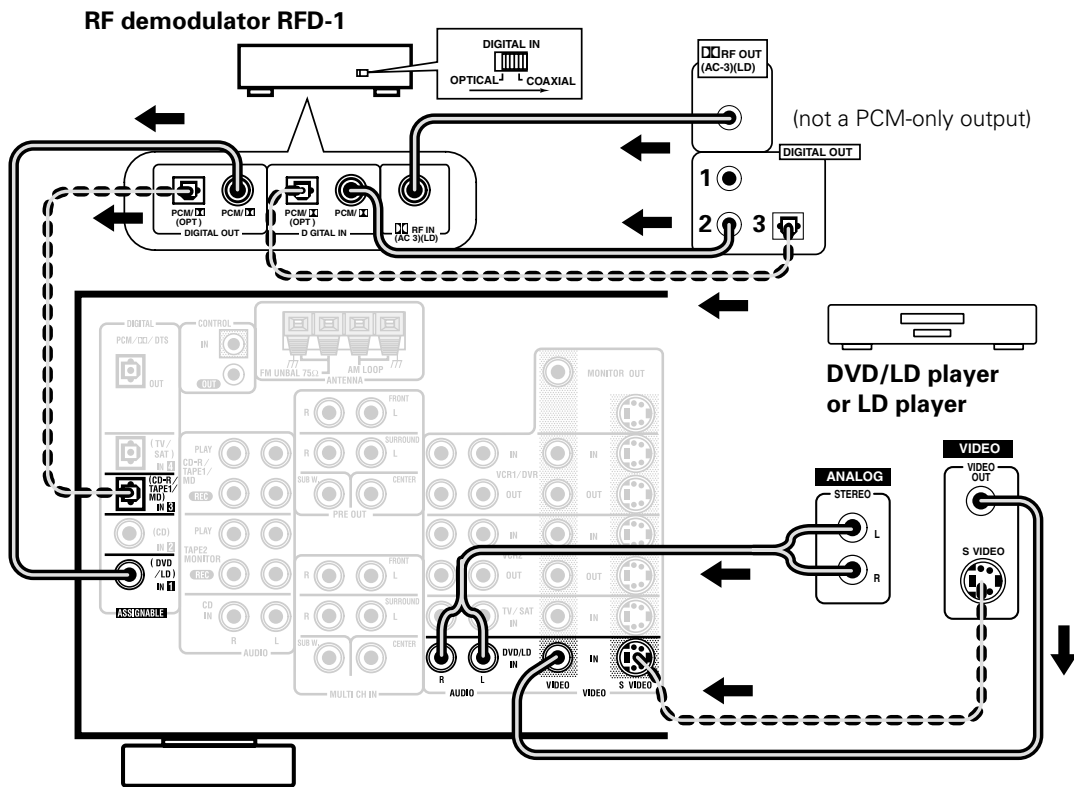 RF demodulator RFD-1
DIGITAL IN
OPTICAL COAXIAL
RF OUT
(AC-3)(LD)
(not a PCM-only output)
DIGITAL OUT
1
2 3
PCM/
(OPT)
PCM/
DIGITAL OUT
PCM/
(OPT)
PCM/
D GITAL IN
RF IN
(AC 3)(LD)
DIGITAL
PCM/ /DTS
OUT
CONTROL
IN
OUT
FM UNBAL 75Ω
AM LOOP
ANTENNA
MONITOR OUT
(TV/
SAT)
IN 4
(CD-R/
TAPE1/
MD)
IN 3
(CD)
IN 2
(DVD
/LD)
IN 1
ASSIGNABLE
PLAY
CD-R/
TAPE1/
MD
REC
PLAY
TAPE2
MONITOR
REC
CD
IN
R L
AUDIO
FRONT
R L
SURROUND
R L
SUB W.
CENTER
PRE OUT
FRONT
R L
SURROUND
R L
SUB W.
CENTER
MULTI CH IN
IN
VCR1/DVR
OUT
IN
OUT
IN
VCR2
OUT
IN
OUT
TV/SAT
IN
IN
DVD/LD
IN
IN
R L
AUDIO
VIDEO
VIDEO
S VIDEO
DVD/LD player
or LD player
ANALOG
STEREO
L
R
VIDEO
VIDEO
OUT
S VIDEO